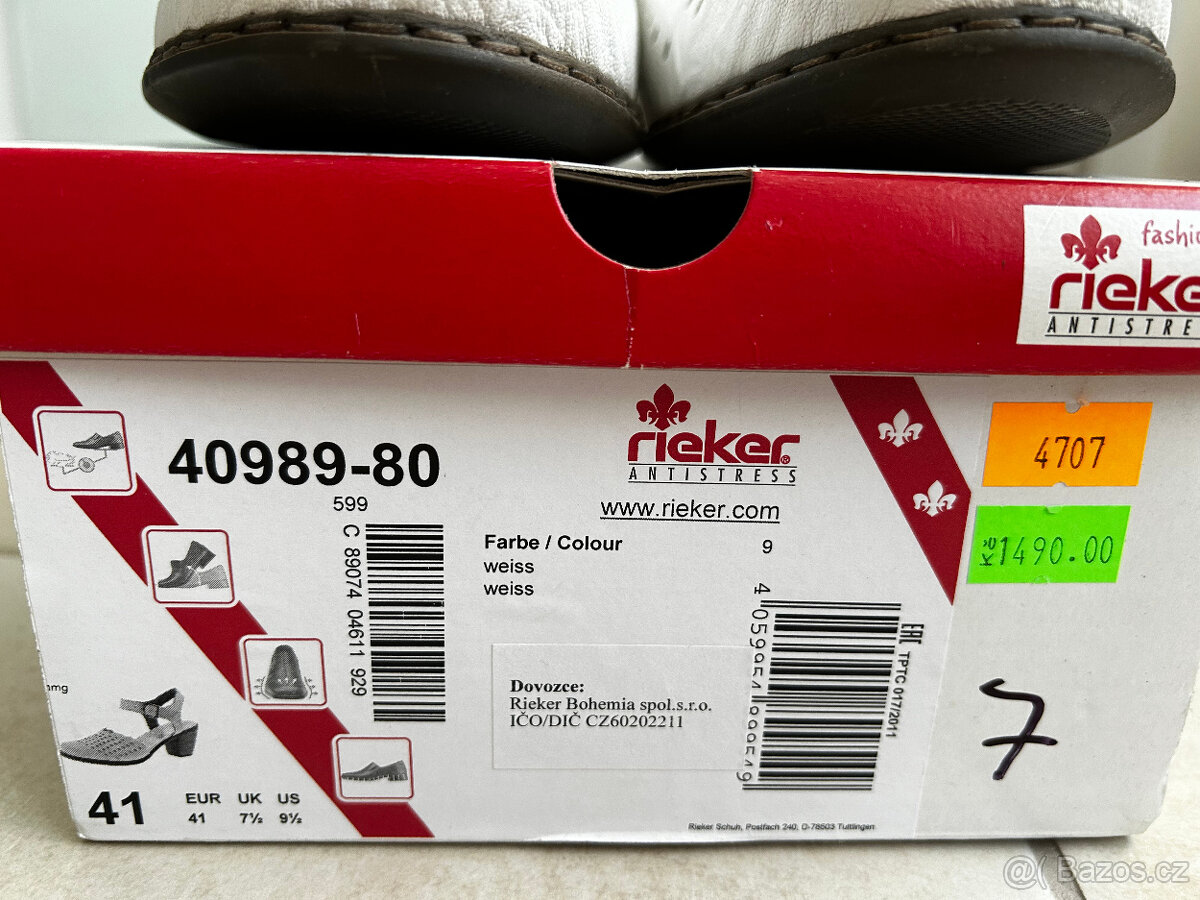 rieker
ANTISTRESS
40989-80
599
C 89074 04611 929
rieker®
ANTISTRESS
www.rieker.com
Farbe / Colour
9
weiss
weiss
Dovozce:
Rieker Bohemia spol.s.r.o.
IČO/DIČ CZ60202211
EAC TPTC 017/2011
4707
Kč1490.00
7
41
EUR UK US
41 7½ 9½
Rieker Schuh, Postfach 240, D-78503 Tuttlingen
Bazos.cz